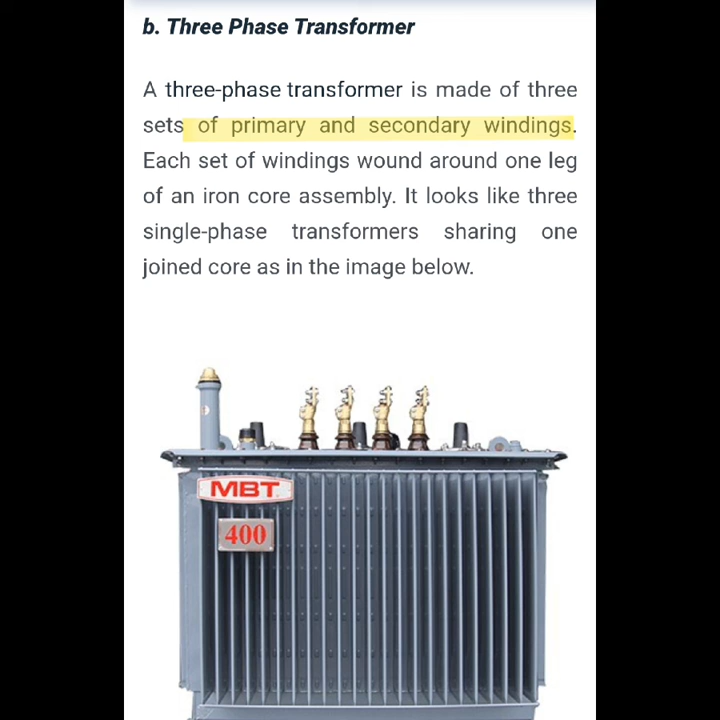 b. Three Phase Transformer
A three-phase transformer is made of three
sets of primary and secondary windings.
Each set of windings wound around one leg
of an iron core assembly. It looks like three
single-phase transformers sharing one
joined core as in the image below.
MBT
400